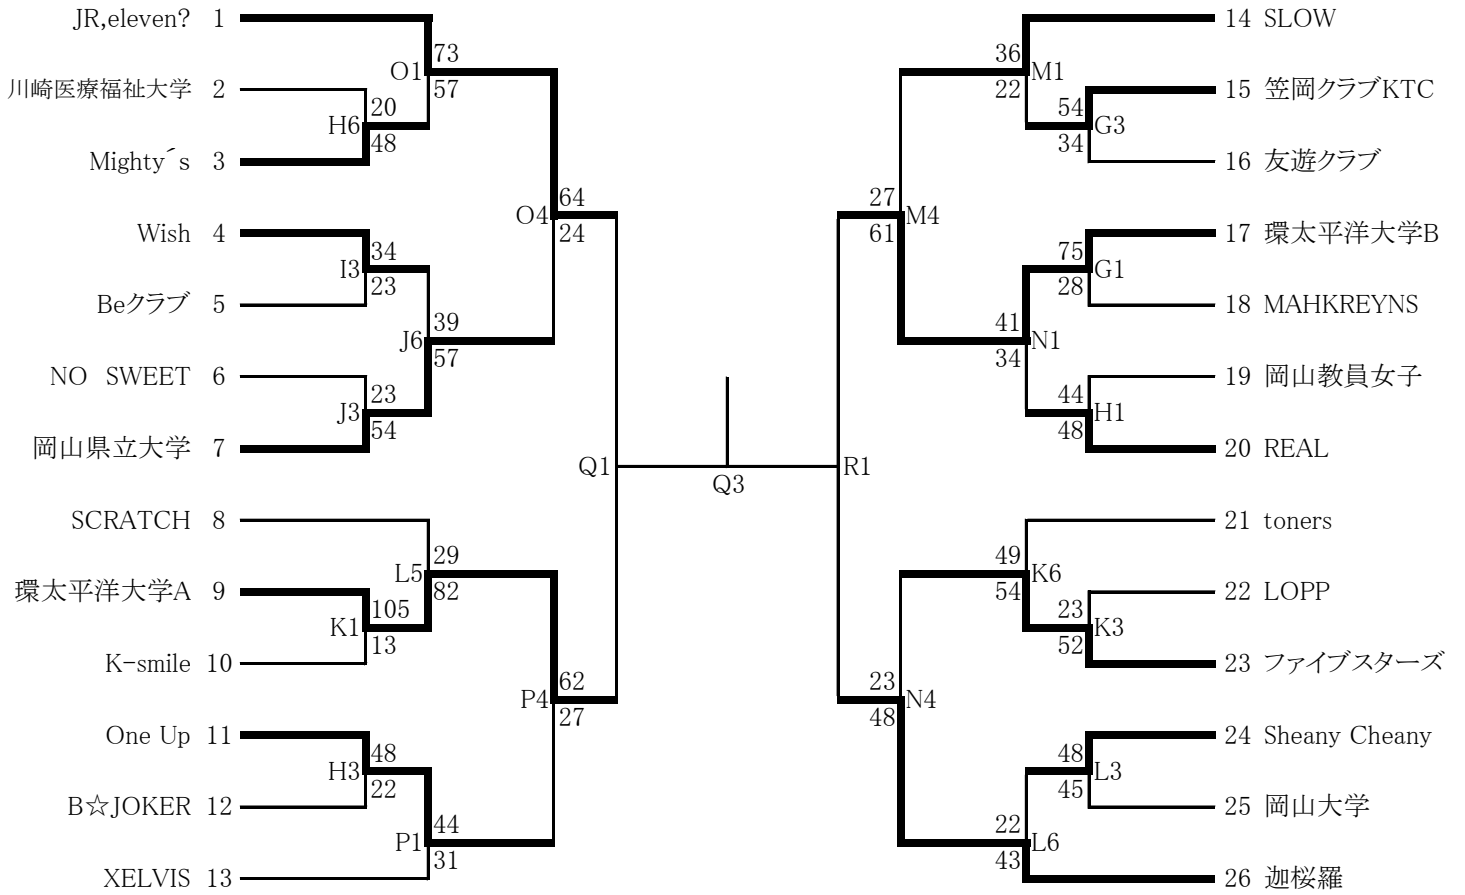 JR,eleven? 1
73
O1
57
川崎医療福祉大学 2
20
H6
48
Mighty´s 3
64
O4
24
Wish 4
34
I3
23
Beクラブ 5
39
J6
57
NO SWEET 6
23
J3
54
岡山県立大学 7
Q1
SCRATCH 8
29
L5
82
環太平洋大学A 9
105
K1
13
K-smile 10
62
P4
27
One Up 11
48
H3
22
B☆JOKER 12
44
P1
31
XELVIS 13
Q3
14 SLOW
36
M1
22
15 笠岡クラブKTC
54
G3
34
16 友遊クラブ
27
M4
61
17 環太平洋大学B
75
G1
28
18 MAHKREYNS
41
N1
34
19 岡山教員女子
44
H1
48
20 REAL
R1
21 toners
49
K6
54
22 LOPP
23
K3
52
23 ファイブスターズ
23
N4
48
24 Sheany Cheany
48
L3
45
25 岡山大学
22
L6
43
26 迦桜羅